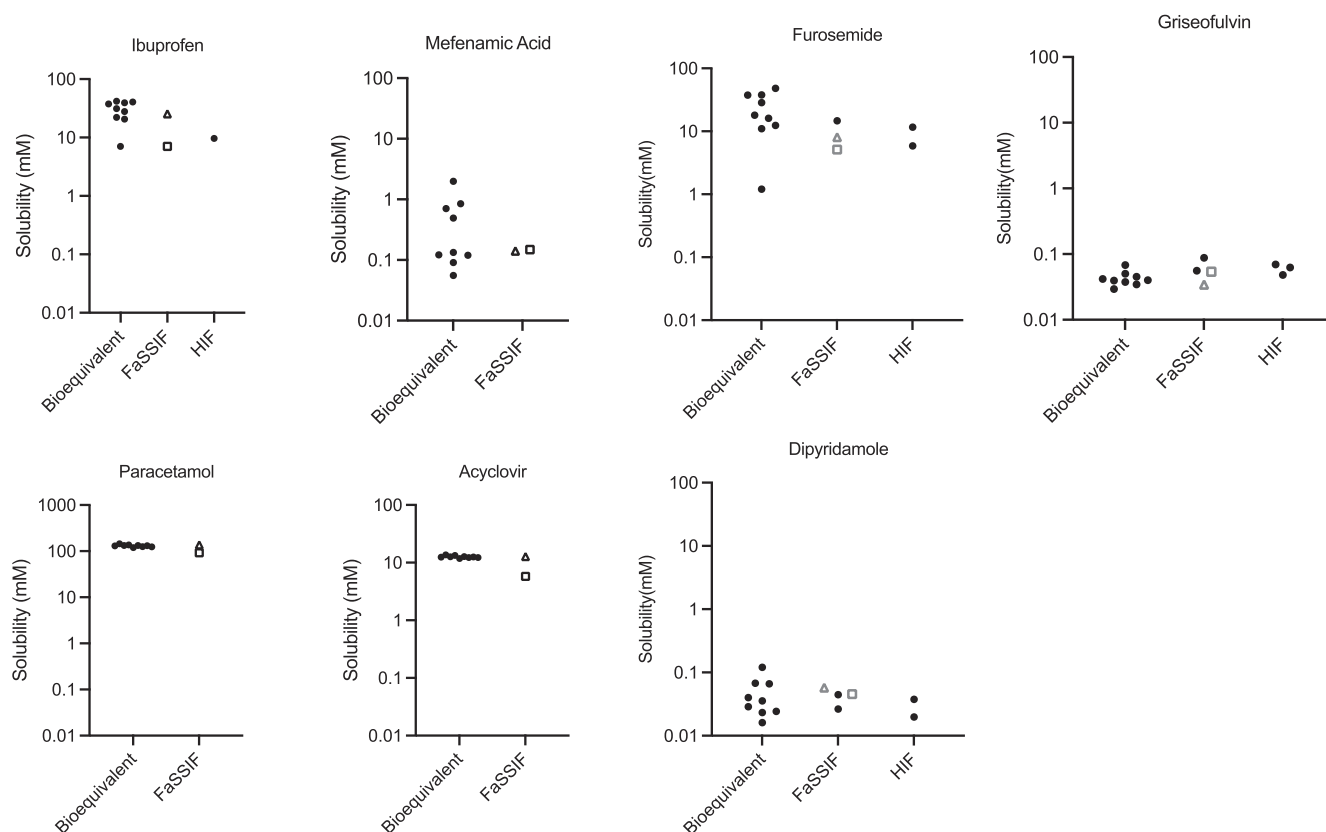 Ibuprofen
Solubility (mM)
100
10
1
0.1
0.01
Bioequivalent
FaSSIF
HIF
Mefenamic Acid
Solubility (mM)
100
10
1
0.1
0.01
Bioequivalent
FaSSIF
Furosemide
Solubility(mM)
100
10
1
0.1
0.01
Bioequivalent
FaSSIF
HIF
Griseofulvin
Solubility(mM)
100
10
1
0.1
0.01
Bioequivalent
FaSSIF
HIF
Paracetamol
Solubility (mM)
1000
100
10
1
0.1
0.01
Bioequivalent
FaSSIF
Acyclovir
Solubility (mM)
100
10
1
0.1
0.01
Bioequivalent
FaSSIF
Dipyridamole
Solubility(mM)
100
10
1
0.1
0.01
Bioequivalent
FaSSIF
HIF